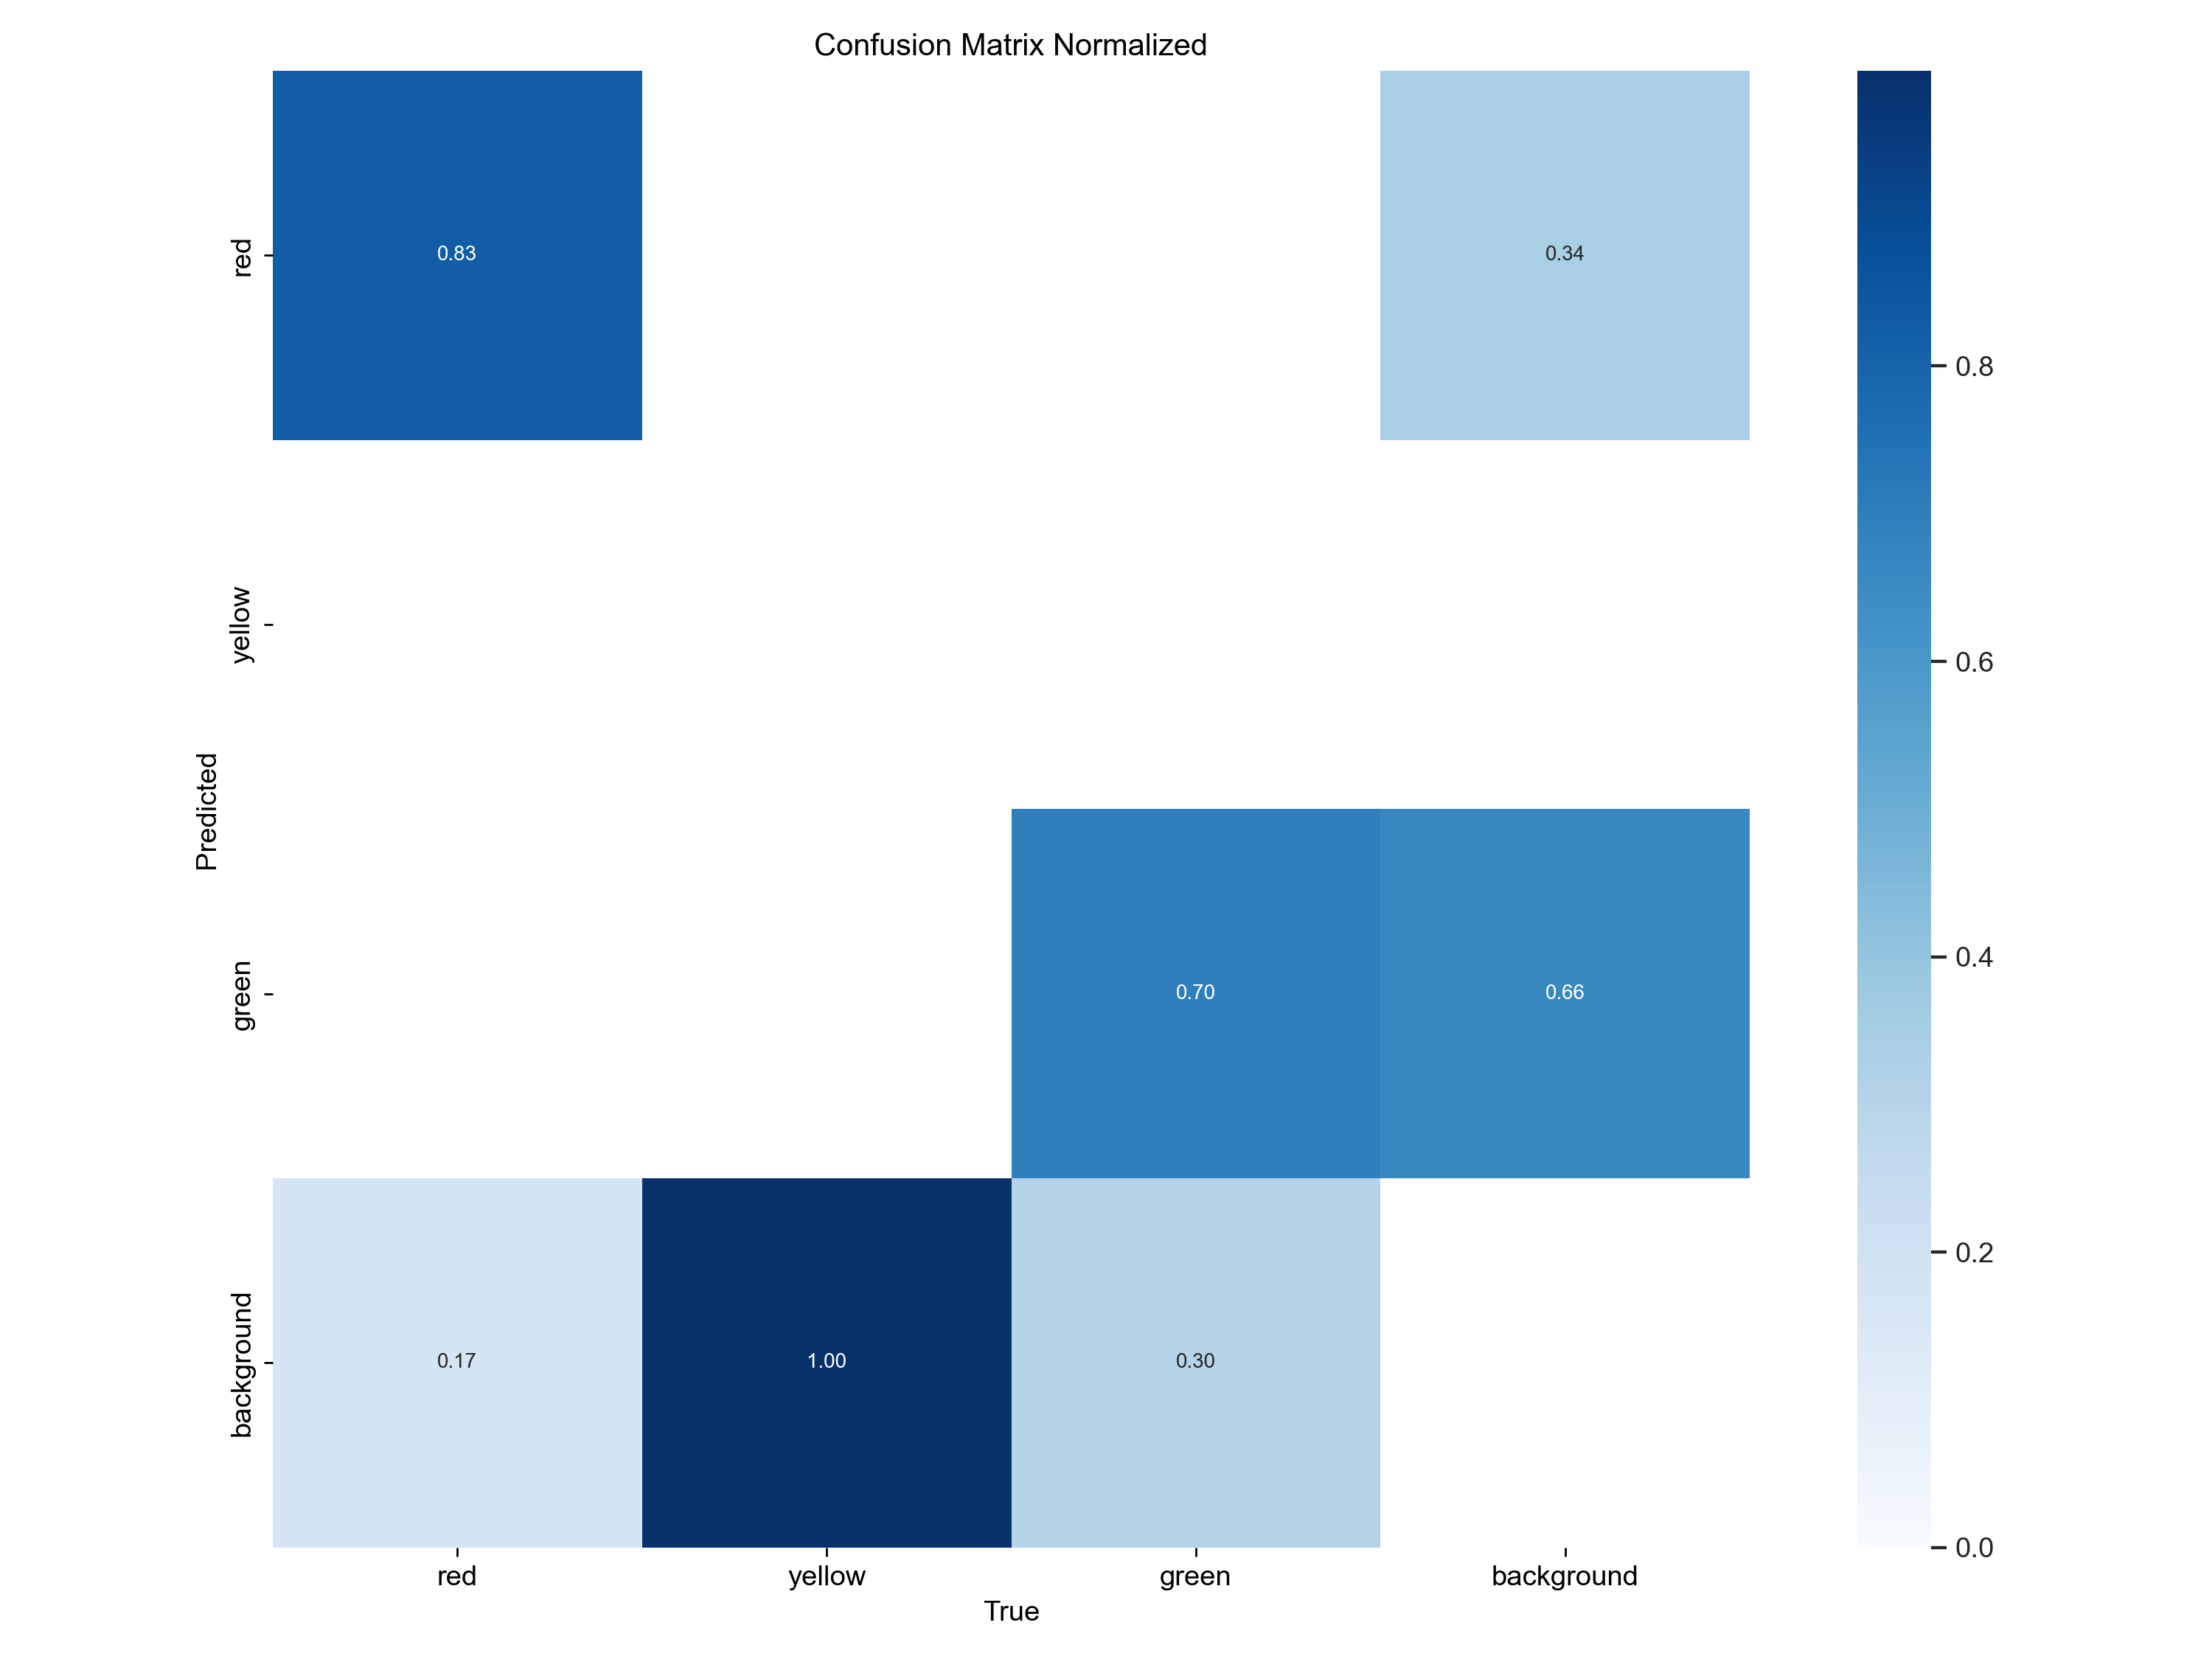 Confusion Matrix Normalized
red
yellow
green
background
Predicted
0.83
0.34
0.70
0.66
0.17
1.00
0.30
red
yellow
green
background
True
0.8
0.6
0.4
0.2
0.0